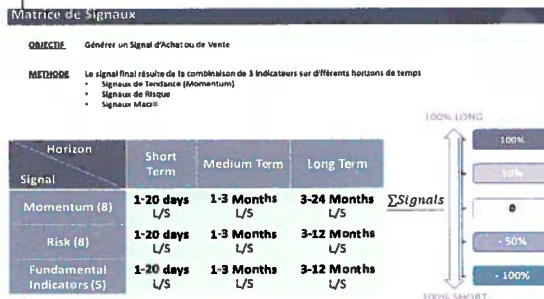 Matrice de Signaux
OBJECTIF Générer un Signal d'Achat ou de Vente
METHODE Le signal final résulte de la combinaison de 3 Indicateurs sur différents horizons de temps
• Signaux de Tendance (Momentum)
• Signaux de Risque
• Signaux Macro
100% LONG
Horizon
Signal
Short Term
Medium Term
Long Term
Momentum (8)
1-20 days L/S
1-3 Months L/S
3-24 Months L/S
Risk (8)
1-20 days L/S
1-3 Months L/S
3-12 Months L/S
Fundamental Indicators (5)
1-20 days L/S
1-3 Months L/S
3-12 Months L/S
∑Signals
100%
50%
0
- 50%
- 100%
100% SHORT